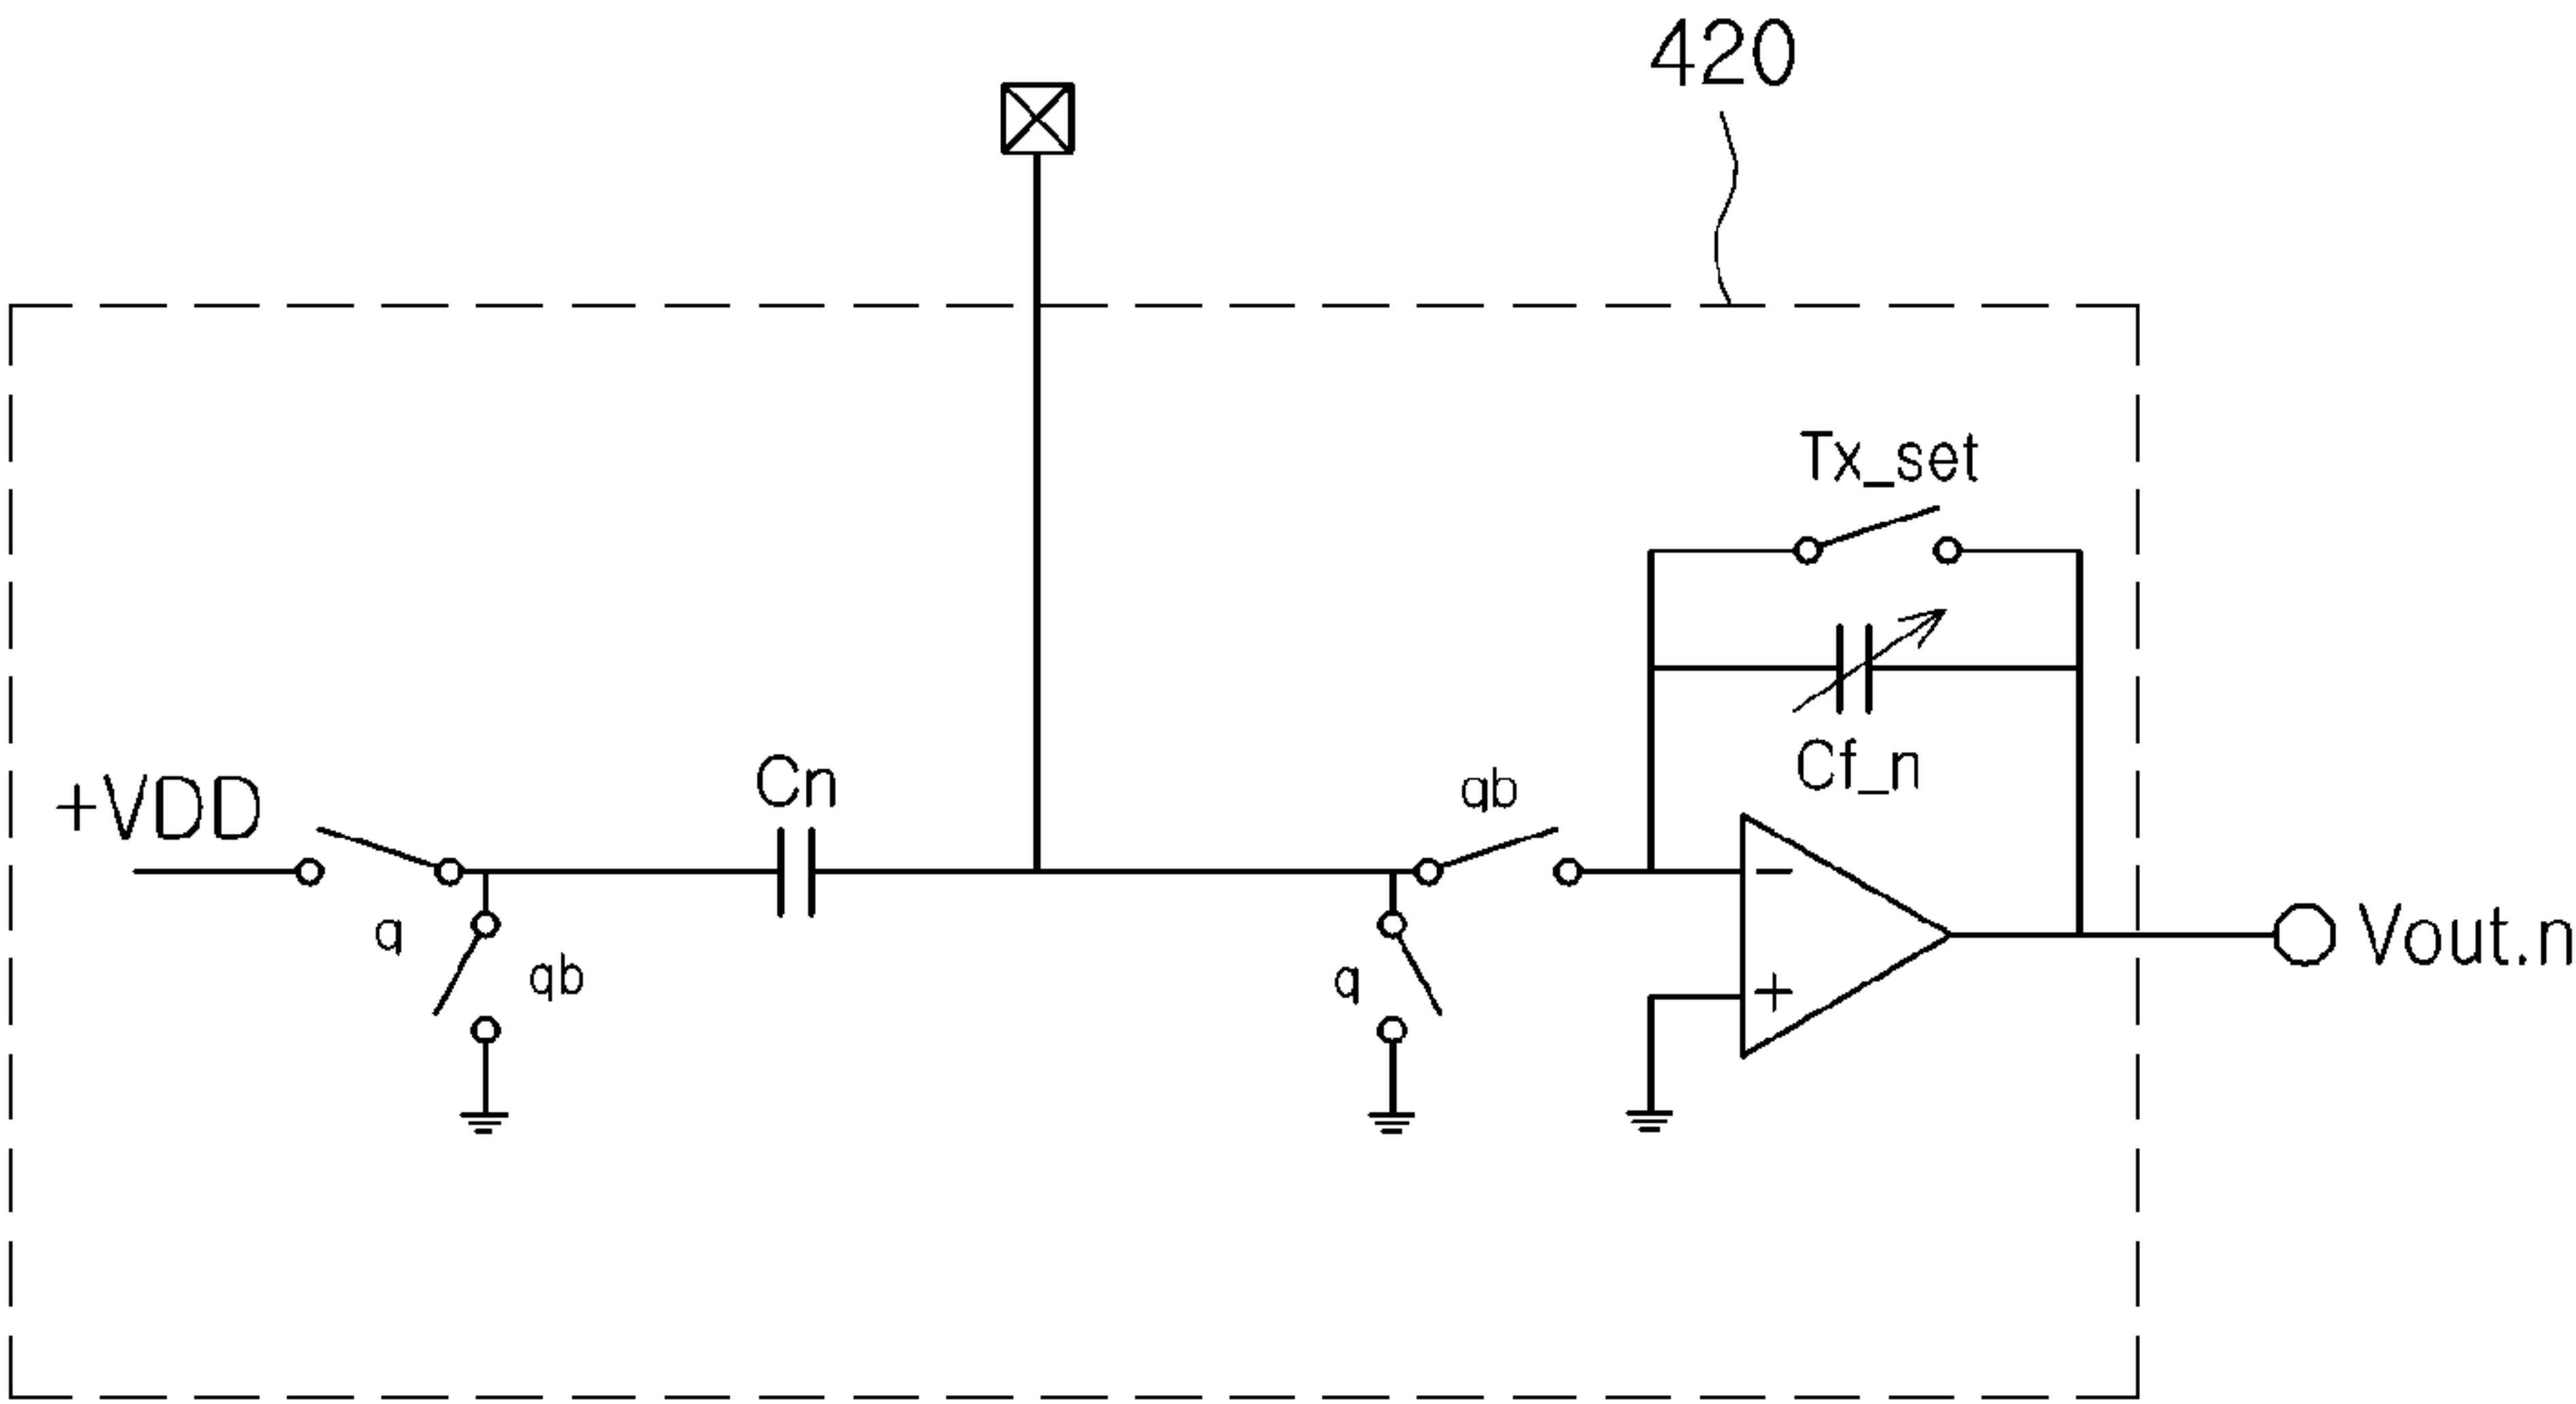 420
Tx_set
Cf_n
+VDD
Cn
qb
q
qb
q
−
+
Vout.n